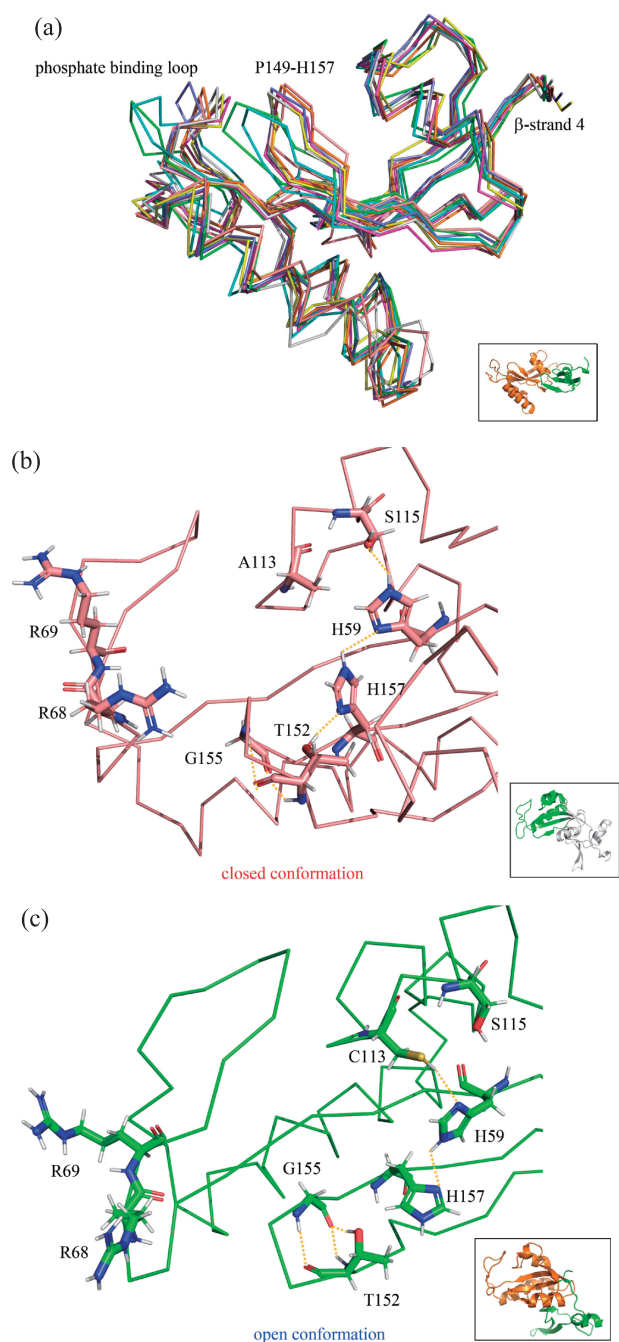 (a)
phosphate binding loop
P149-H157
β-strand 4
(b)
S115
A113
R69
H59
H157
R68
T152
G155
closed conformation
(c)
S115
C113
H59
R69
G155
H157
R68
T152
open conformation